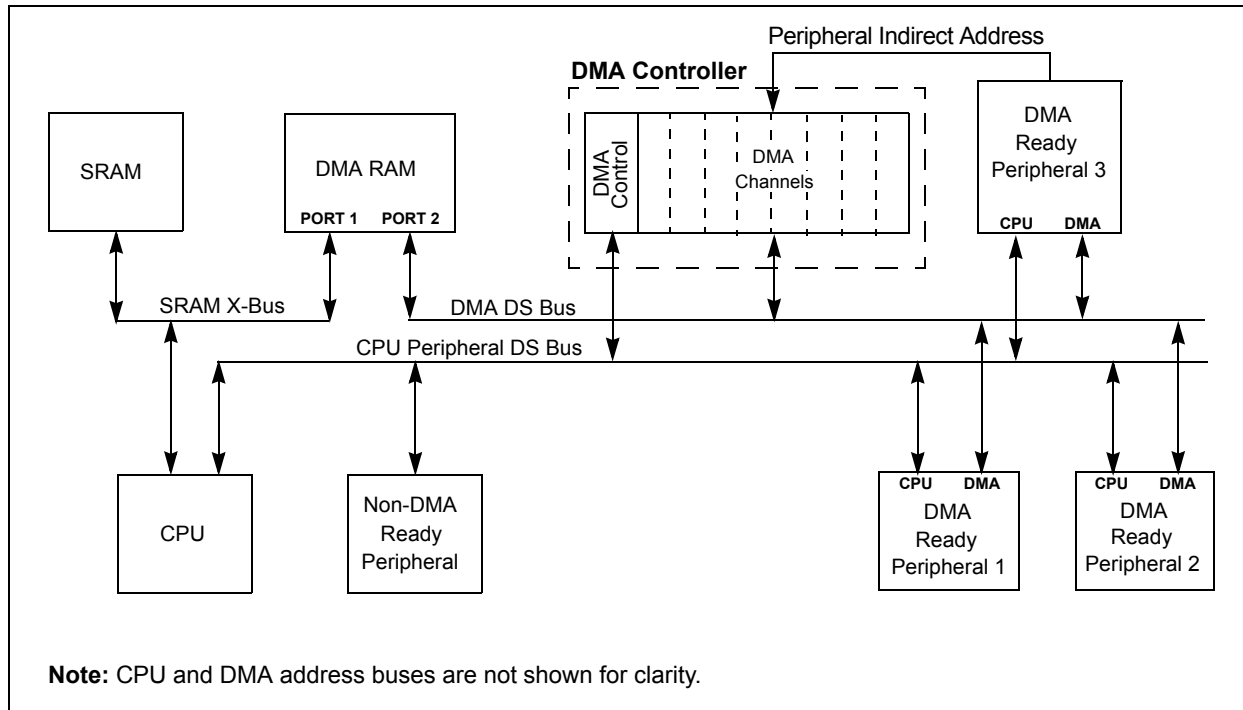 Peripheral Indirect Address
DMA Controller
SRAM
DMA RAM
PORT 1 PORT 2
DMA
Control
DMA
Channels
DMA
Ready
Peripheral 3
CPU DMA
SRAM X-Bus
DMA DS Bus
CPU Peripheral DS Bus
CPU
Non-DMA
Ready
Peripheral
CPU DMA
DMA
Ready
Peripheral 1
CPU DMA
DMA
Ready
Peripheral 2
Note: CPU and DMA address buses are not shown for clarity.